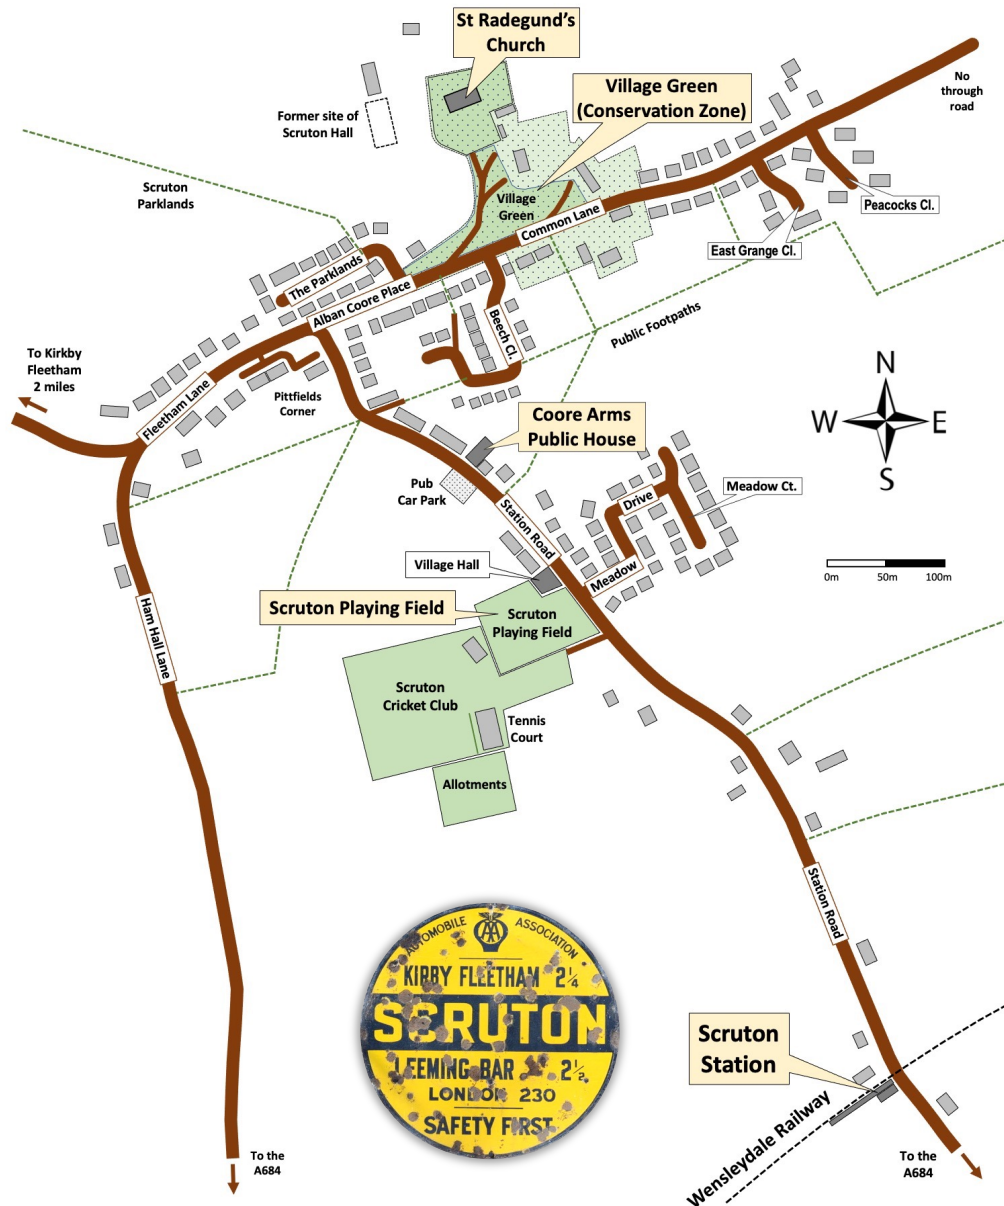 St Radegund's
Church
Village Green
(Conservation Zone)
No
through
road
Former site of
Scruton Hall
Scruton
Parklands
Village
Green
Common Lane
Peacocks Cl.
East Grange Cl.
The Parklands
Alban Coore Place
Beech Cl.
Public Footpaths
To Kirkby
Fleetham
2 miles
Fleetham Lane
Pittfields
Corner
Coore Arms
Public House
N
W
E
S
Pub
Car Park
Station Road
Drive
Meadow Ct.
Village Hall
Meadow
0m
50m
100m
Scruton Playing Field
Scruton
Playing Field
Ham Hall Lane
Scruton
Cricket Club
Tennis
Court
Allotments
Station Road
AUTOMOBILE ASSOCIATION
AA
KIRBY FLEETHAM 2 1/4
SCRUTON
LEEMING BAR 2 1/2
LONDON 230
SAFETY FIRST
Scruton
Station
Wensleydale Railway
To the
A684
To the
A684